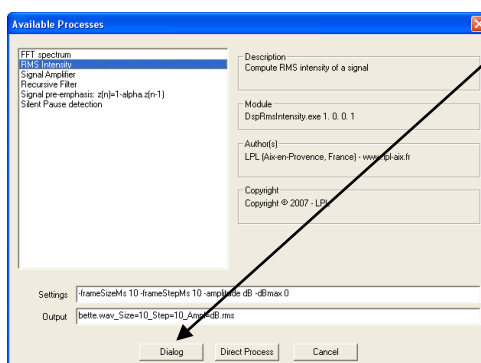 Available Processes
FFT spectrum
RMS Intensity
Signal Amplifier
Recursive Filter
Signal pre-emphasis: z(n)=1-alpha.z(n-1)
Silent Pause detection
Description
Compute RMS intensity of a signal
Module
DspRmsIntensity.exe 1. 0. 0. 1
Author(s)
LPL (Aix-en-Provence, France) - www.lpl-aix.fr
Copyright
Copyright © 2007 - LPL
Settings -frameSizeMs 10 -frameStepMs 10 -amplitude dB -dBmax 0
Output bette.wav_Size=10_Step=10_Ampl=dB.rms
Dialog Direct Process Cancel